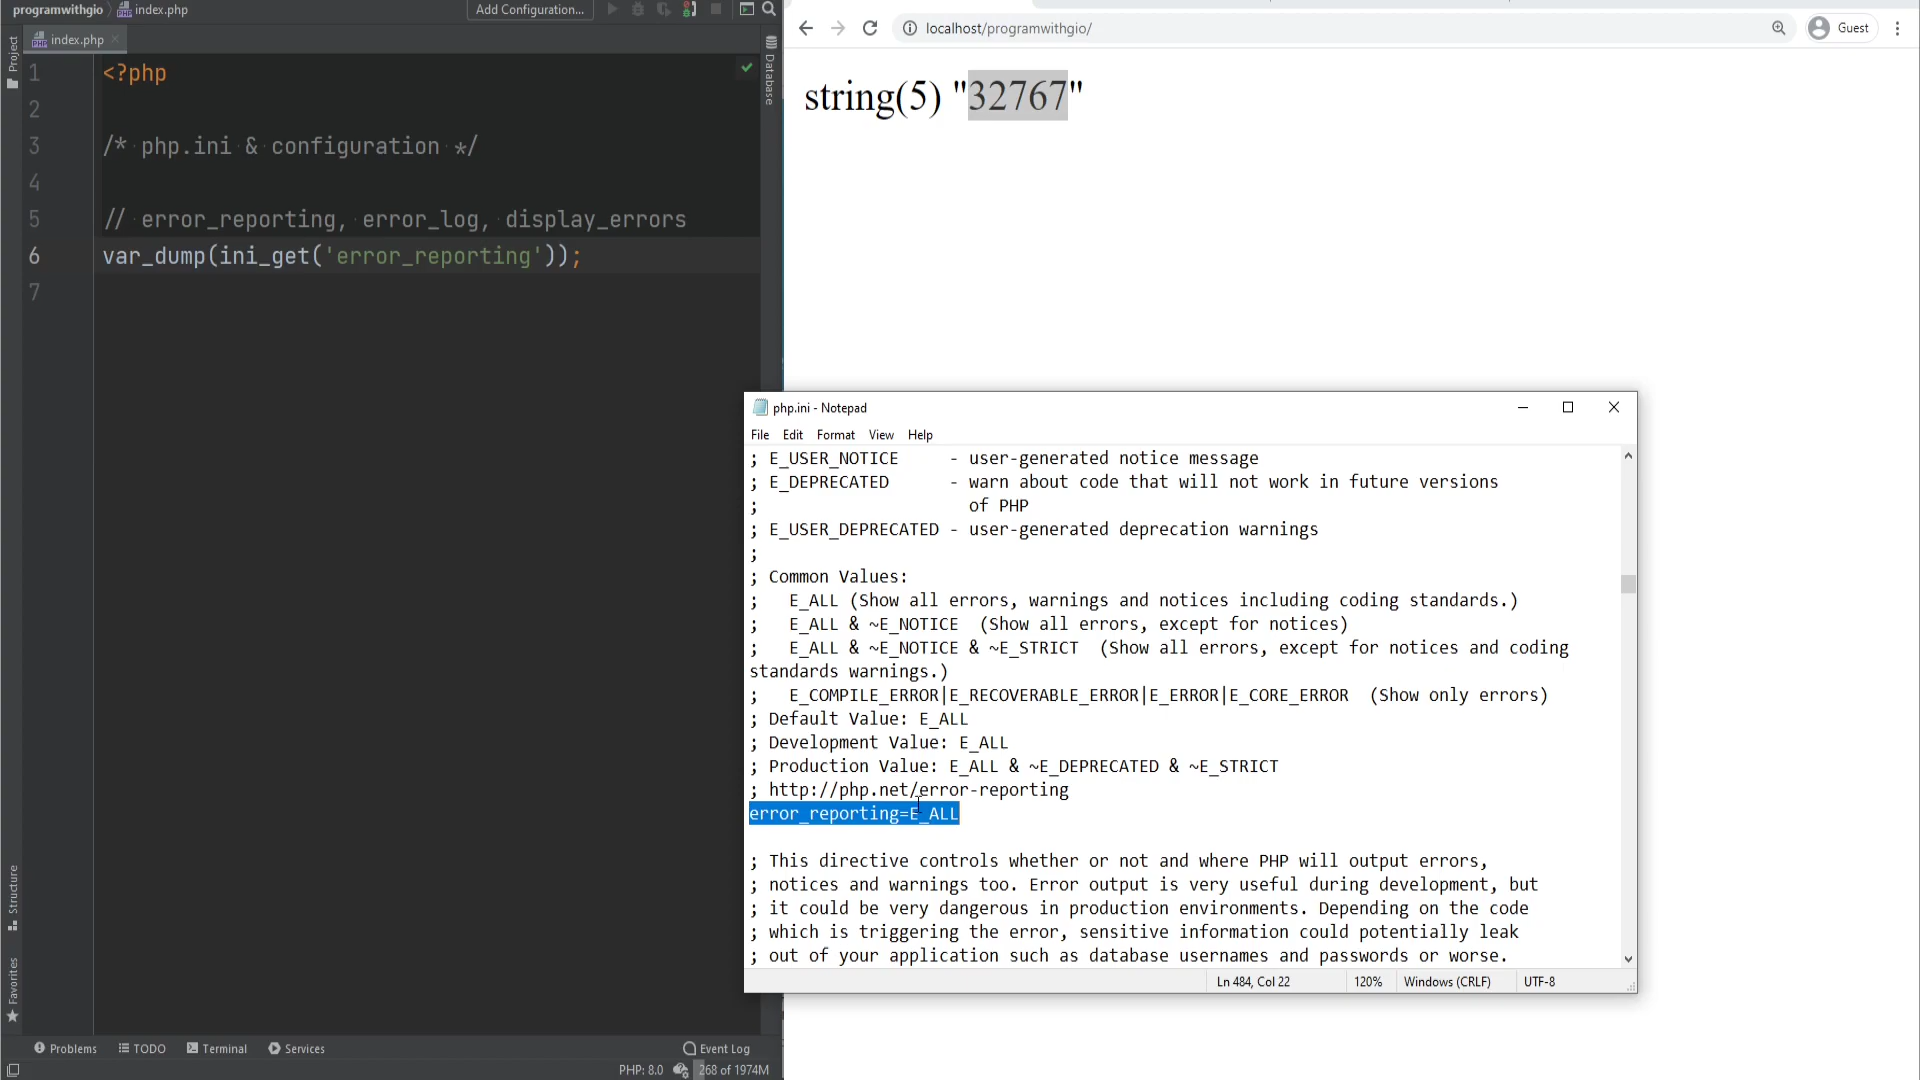 programwithgio
index.php
Add Configuration...
index.php
Project
1 <?php
2
3 /* php.ini & configuration */
4
5 // error_reporting, error_log, display_errors
6 var_dump(ini_get('error_reporting'));
7
Database
Structure
Favorites
Problems
TODO
Terminal
Services
Event Log
PHP: 8.0
268 of 1974M
localhost/programwithgio/
Guest
string(5) "32767"
php.ini - Notepad
File Edit Format View Help
; E_USER_NOTICE     - user-generated notice message
; E_DEPRECATED      - warn about code that will not work in future versions
;                     of PHP
; E_USER_DEPRECATED - user-generated deprecation warnings
;
; Common Values:
;   E_ALL (Show all errors, warnings and notices including coding standards.)
;   E_ALL & ~E_NOTICE  (Show all errors, except for notices)
;   E_ALL & ~E_NOTICE & ~E_STRICT  (Show all errors, except for notices and coding
standards warnings.)
;   E_COMPILE_ERROR|E_RECOVERABLE_ERROR|E_ERROR|E_CORE_ERROR  (Show only errors)
; Default Value: E_ALL
; Development Value: E_ALL
; Production Value: E_ALL & ~E_DEPRECATED & ~E_STRICT
; http://php.net/error-reporting
error_reporting=E_ALL
; This directive controls whether or not and where PHP will output errors,
; notices and warnings too. Error output is very useful during development, but
; it could be very dangerous in production environments. Depending on the code
; which is triggering the error, sensitive information could potentially leak
; out of your application such as database usernames and passwords or worse.
Ln 484, Col 22
120%
Windows (CRLF)
UTF-8